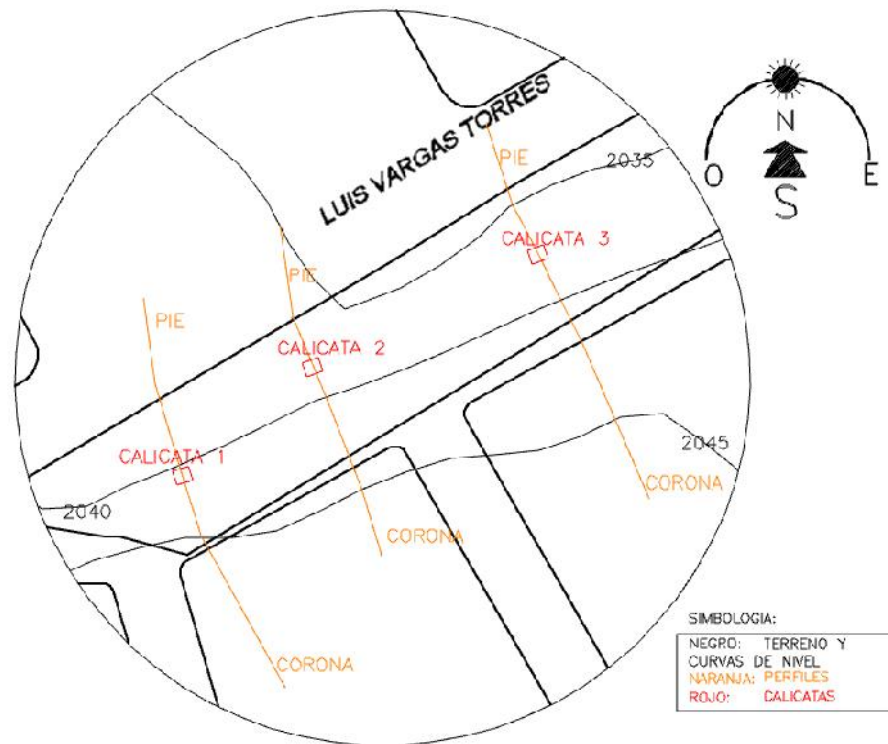 LUIS VARGAS TORRES
N
O
E
S
PIE
2035
CALICATA 3
PIE
PIE
CALICATA 2
CALICATA 1
2045
CORONA
2040
CORONA
CORONA
SIMBOLOGIA:
NEGRO: TERRENO Y
CURVAS DE NIVEL
NARANJA: PERFILES
ROJO: CALICATAS